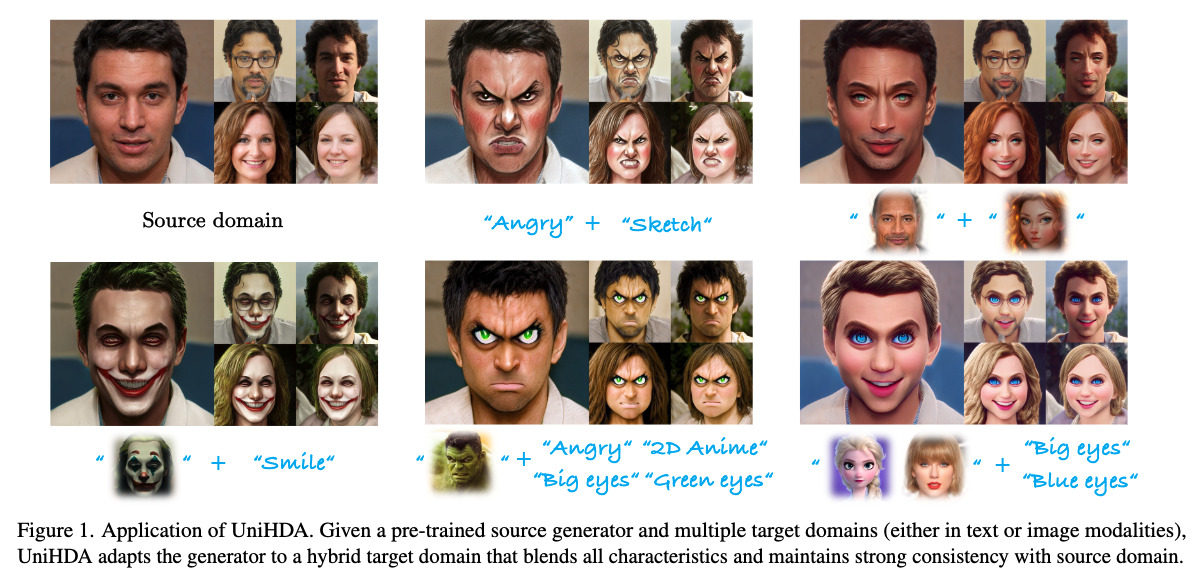 Source domain
“Angry” + “Sketch“
“ “ + “ “
“ “ + “Smile“
“ “ + “Angry“ “2D Anime“
“Big eyes“ “Green eyes“
“ “ + “Big eyes“
“Blue eyes“
Figure 1. Application of UniHDA. Given a pre-trained source generator and multiple target domains (either in text or image modalities),
UniHDA adapts the generator to a hybrid target domain that blends all characteristics and maintains strong consistency with source domain.